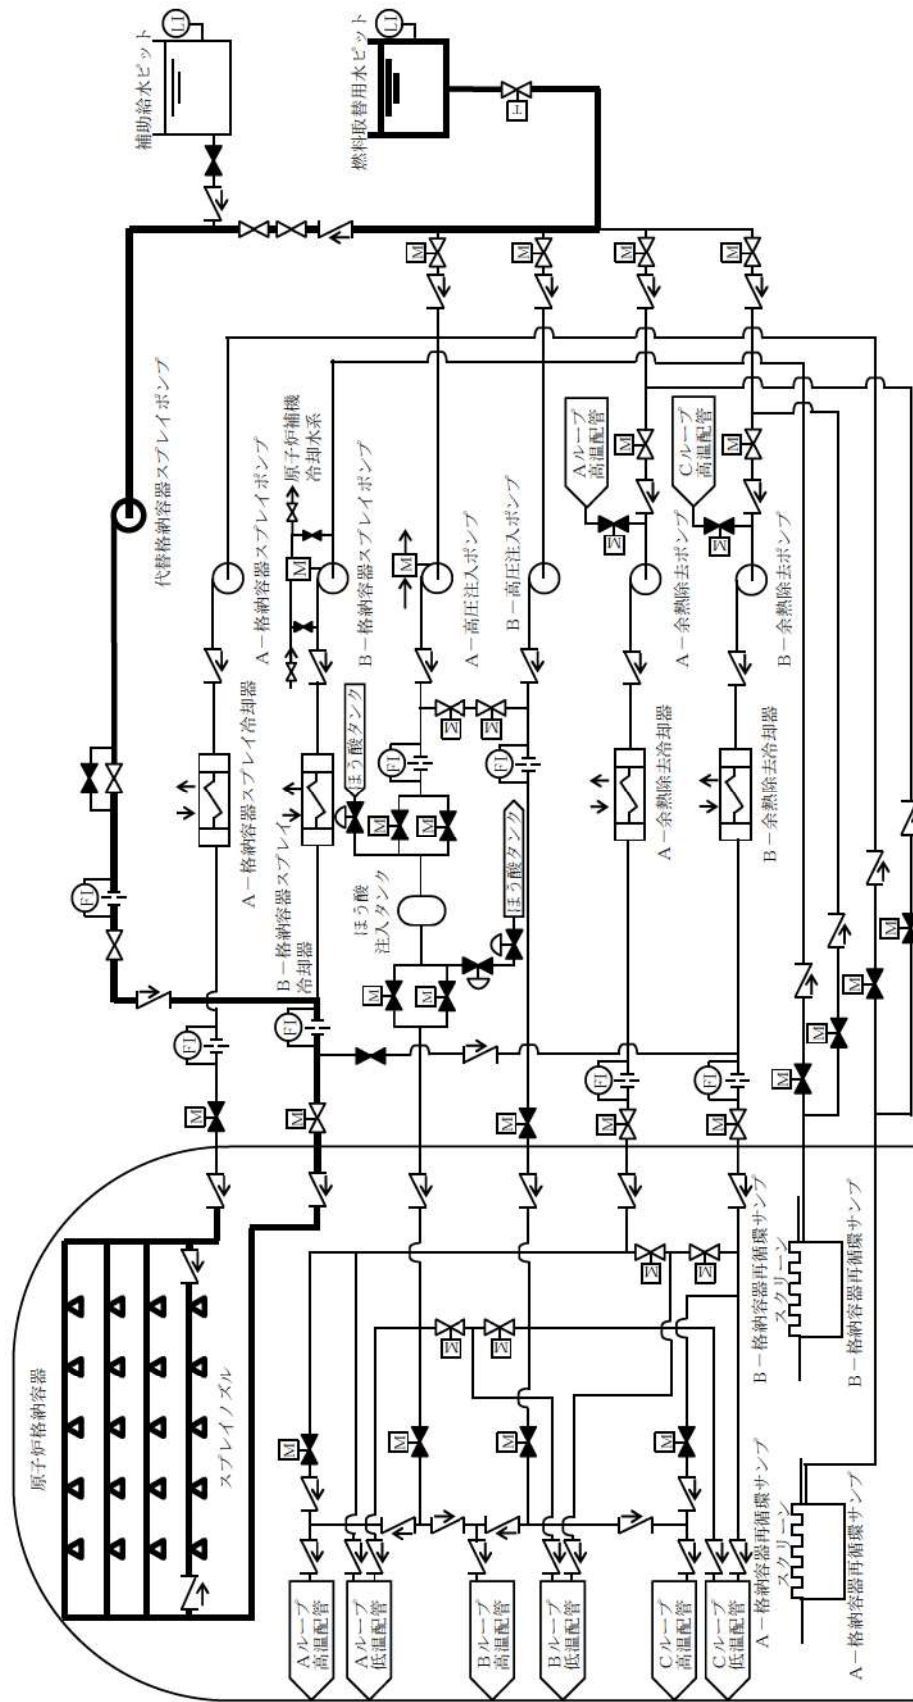 補助給水ピット
LI
燃料取替用水ピット
LI
T
M
M
M
M
代替格納容器スプレイポンプ
A-格納容器スプレイポンプ
原子炉補機
冷却水系
M
B-格納容器スプレイポンプ
M
A-高圧注入ポンプ
B-高圧注入ポンプ
Aループ
高温配管
M
M
A-余熱除去ポンプ
Cループ
高温配管
M
M
B-余熱除去ポンプ
FI
A-格納容器スプレイ冷却器
B-格納容器スプレイ
冷却器
ほう酸タンク
FI
M
M
M
M
ほう酸
注入タンク
FI
ほう酸タンク
A-余熱除去冷却器
B-余熱除去冷却器
FI
FI
M
M
FI
FI
M
M
M
M
M
M
M
M
M
原子炉格納容器
スプレイノズル
M
M
M
M
M
M
M
M
Aループ
高温配管
Aループ
低温配管
Bループ
高温配管
Bループ
低温配管
Cループ
高温配管
Cループ
低温配管
B-格納容器再循環サンプ
スクリーン
B-格納容器再循環サンプ
A-格納容器再循環サンプ
スクリーン
A-格納容器再循環サンプ